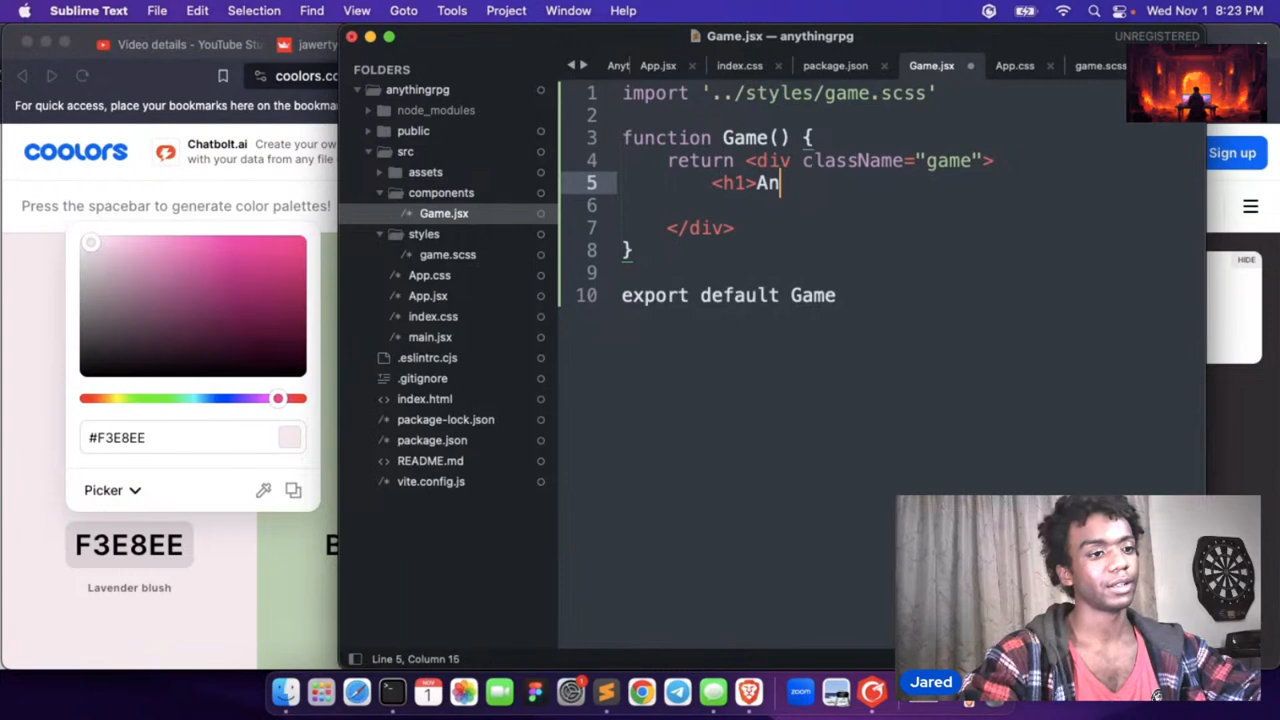 Sublime Text File Edit Selection Find View Goto Tools Project Window Help Wed Nov 1 8:23 PM
Video details - YouTube Stu jawerty
Game.jsx — anythingrpg UNREGISTERED
coolors.co
For quick access, place your bookmarks here on the bookmar
coolors
Chatbolt.ai Create your own
with your data from any file
Sign up
Press the spacebar to generate color palettes!
HIDE
#F3E8EE
Picker
F3E8EE
B
Lavender blush
FOLDERS
anythingrpg
node_modules
public
src
assets
components
Game.jsx
styles
game.scss
App.css
App.jsx
index.css
main.jsx
.eslintrc.cjs
.gitignore
index.html
package-lock.json
package.json
README.md
vite.config.js
Anyt App.jsx index.css package.json Game.jsx App.css game.scss
1 import '../styles/game.scss'
2
3 function Game() {
4 return <div className="game">
5 <h1>An
6
7 </div>
8 }
9
10 export default Game
Line 5, Column 15
Jared
NOV
1
1
zoom